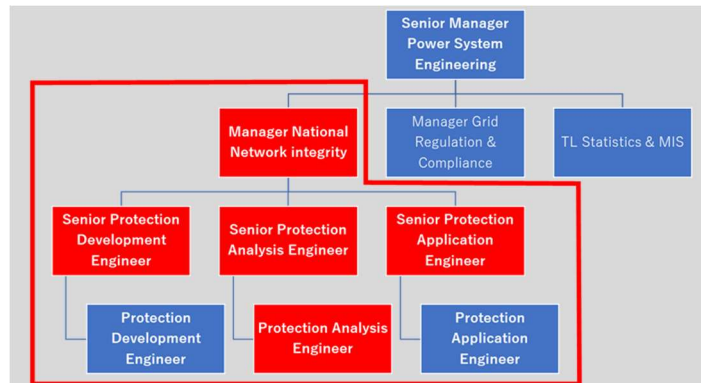 Senior Manager
Power System
Engineering
Manager National
Network integrity
Manager Grid
Regulation &
Compliance
TL Statistics & MIS
Senior Protection
Development
Engineer
Senior Protection
Analysis Engineer
Senior Protection
Application
Engineer
Protection
Development
Engineer
Protection Analysis
Engineer
Protection
Application
Engineer